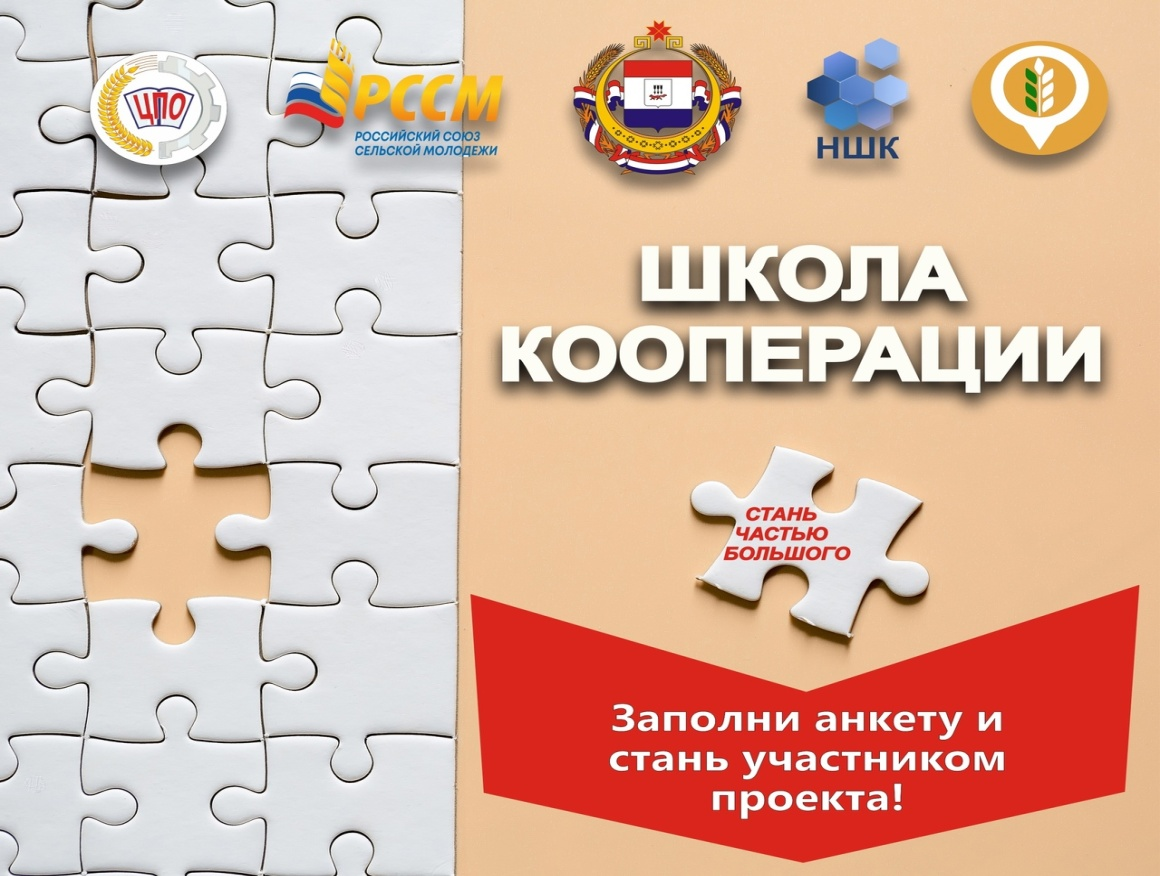 ЦПО
РССМ
РОССИЙСКИЙ СОЮЗ
СЕЛЬСКОЙ МОЛОДЕЖИ
НШК
ШКОЛА
КООПЕРАЦИИ
СТАНЬ
ЧАСТЬЮ
БОЛЬШОГО
Заполни анкету и
стань участником
проекта!